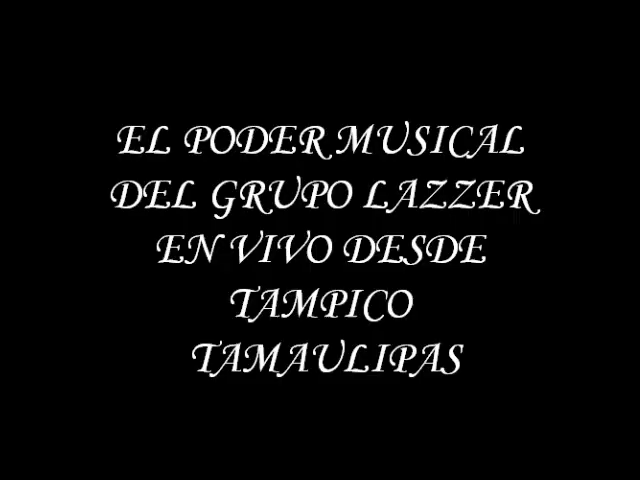 EL PODER MUSICAL
DEL GRUPO LAZZER
EN VIVO DESDE
TAMPICO
TAMAULIPAS